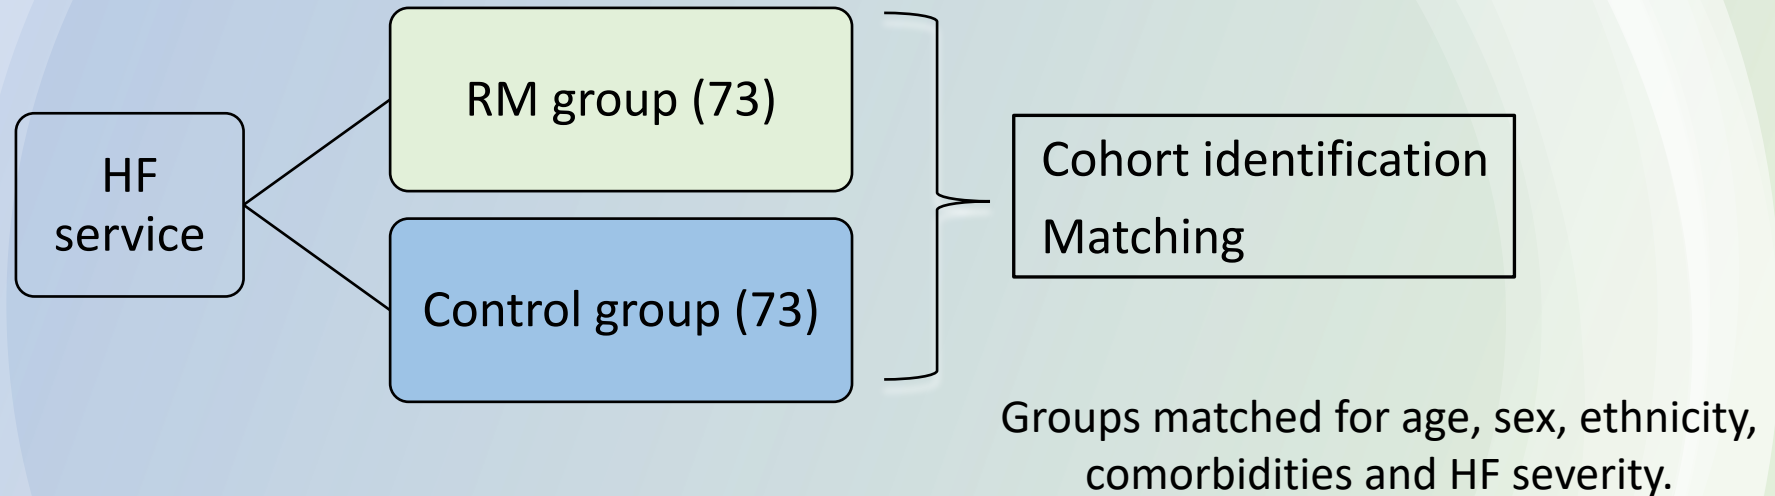 HF
service
RM group (73)
Control group (73)
Cohort identification
Matching
Groups matched for age, sex, ethnicity,
comorbidities and HF severity.